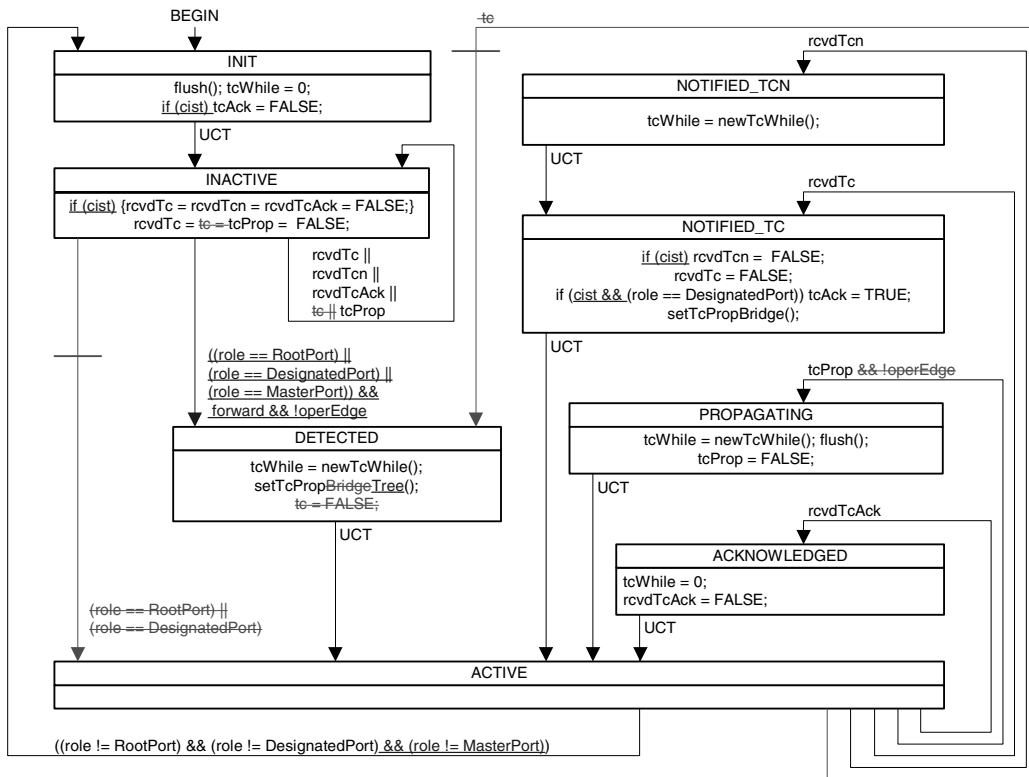 BEGIN
tc
INIT
flush(); tcWhile = 0;
if (cist) tcAck = FALSE;
UCT
INACTIVE
if (cist) {rcvdTc = rcvdTcn = rcvdTcAck = FALSE;}
rcvdTc = tc = tcProp = FALSE;
rcvdTc ||
rcvdTcn ||
rcvdTcAck ||
tc || tcProp
((role == RootPort) ||
(role == DesignatedPort) ||
(role == MasterPort)) &&
forward && !operEdge
DETECTED
tcWhile = newTcWhile();
setTcPropBridgeTree();
tc = FALSE;
UCT
(role == RootPort) ||
(role == DesignatedPort)
rcvdTcn
NOTIFIED_TCN
tcWhile = newTcWhile();
UCT
rcvdTc
NOTIFIED_TC
if (cist) rcvdTcn = FALSE;
rcvdTc = FALSE;
if (cist && (role == DesignatedPort)) tcAck = TRUE;
setTcPropBridge();
UCT
tcProp && !operEdge
PROPAGATING
tcWhile = newTcWhile(); flush();
tcProp = FALSE;
UCT
rcvdTcAck
ACKNOWLEDGED
tcWhile = 0;
rcvdTcAck = FALSE;
UCT
ACTIVE
((role != RootPort) && (role != DesignatedPort) && (role != MasterPort))